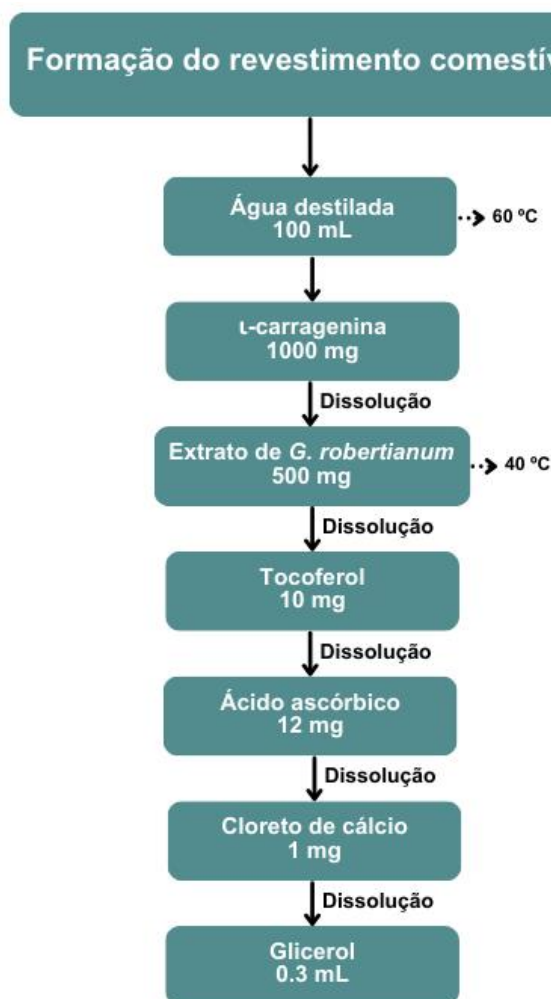 Formação do revestimento comestív
Água destilada
100 mL
60 ºC
ι-carragenina
1000 mg
Dissolução
Extrato de G. robertianum
500 mg
40 ºC
Dissolução
Tocoferol
10 mg
Dissolução
Ácido ascórbico
12 mg
Dissolução
Cloreto de cálcio
1 mg
Dissolução
Glicerol
0.3 mL